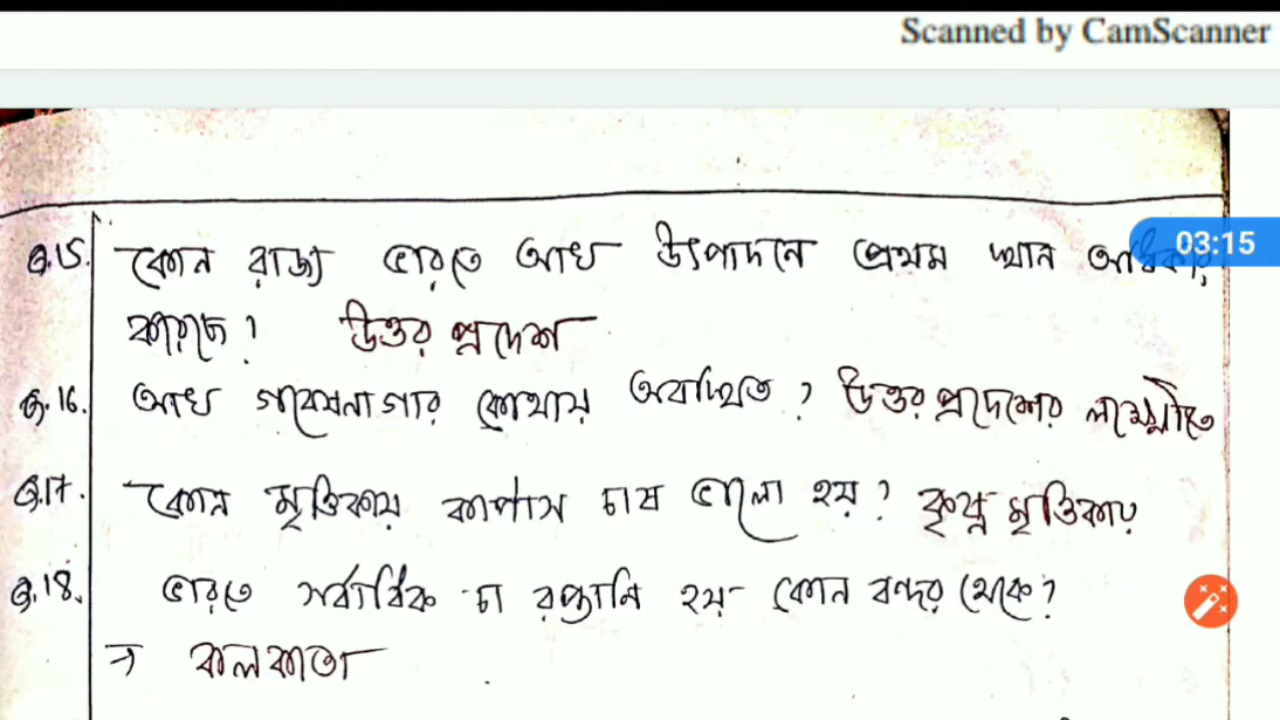 Scanned by CamScanner
Q.15. কোন রাজ্য ভারতে আখ উৎপাদনে প্রথম স্থান অধিকার
03:15
করেছে? উত্তর প্রদেশ
Q.16. আখ গবেষনাগার কোথায় অবস্থিত? উত্তর প্রদেশের লক্ষ্ণৌতে
Q.17. কোন মৃত্তিকায় কার্পাস চাষ ভালো হয়? কৃষ্ণ মৃত্তিকায়
Q.18. ভারতে সর্বাধিক চা রপ্তানি হয় কোন বন্দর থেকে?
→ কলকাতা